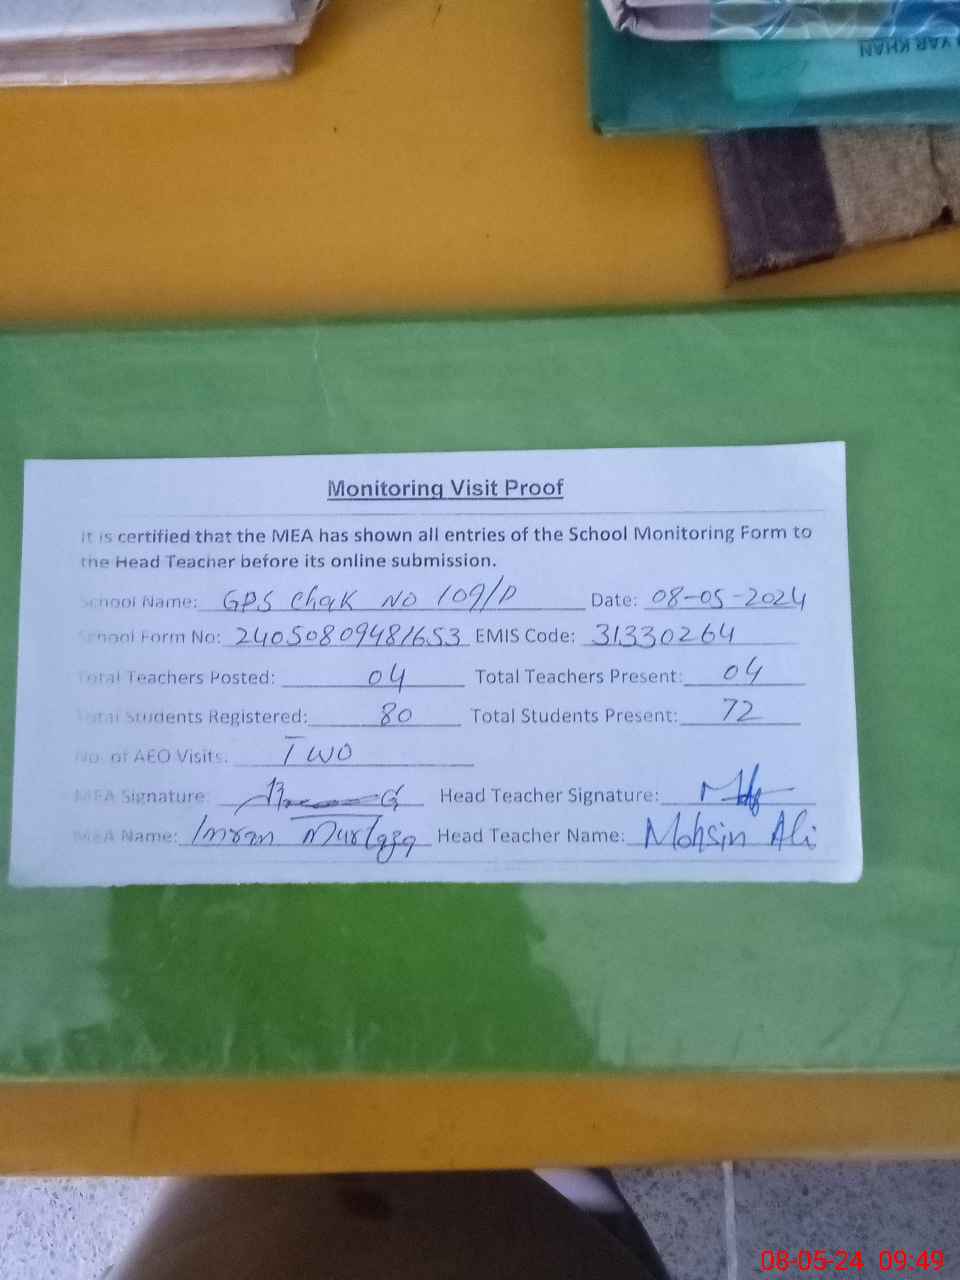 YAR KHAN
Monitoring Visit Proof
It is certified that the MEA has shown all entries of the School Monitoring Form to
the Head Teacher before its online submission.
School Name: GPS Chak NO 109/P Date: 08-05-2024
School Form No: 24050809481653 EMIS Code: 31330264
Total Teachers Posted: 04 Total Teachers Present: 04
Total Students Registered: 80 Total Students Present: 72
No. of AEO Visits: Two
MEA Signature: Head Teacher Signature:
MEA Name: Imran Murtaza Head Teacher Name: Mohsin Ali
08-05-24 09:49